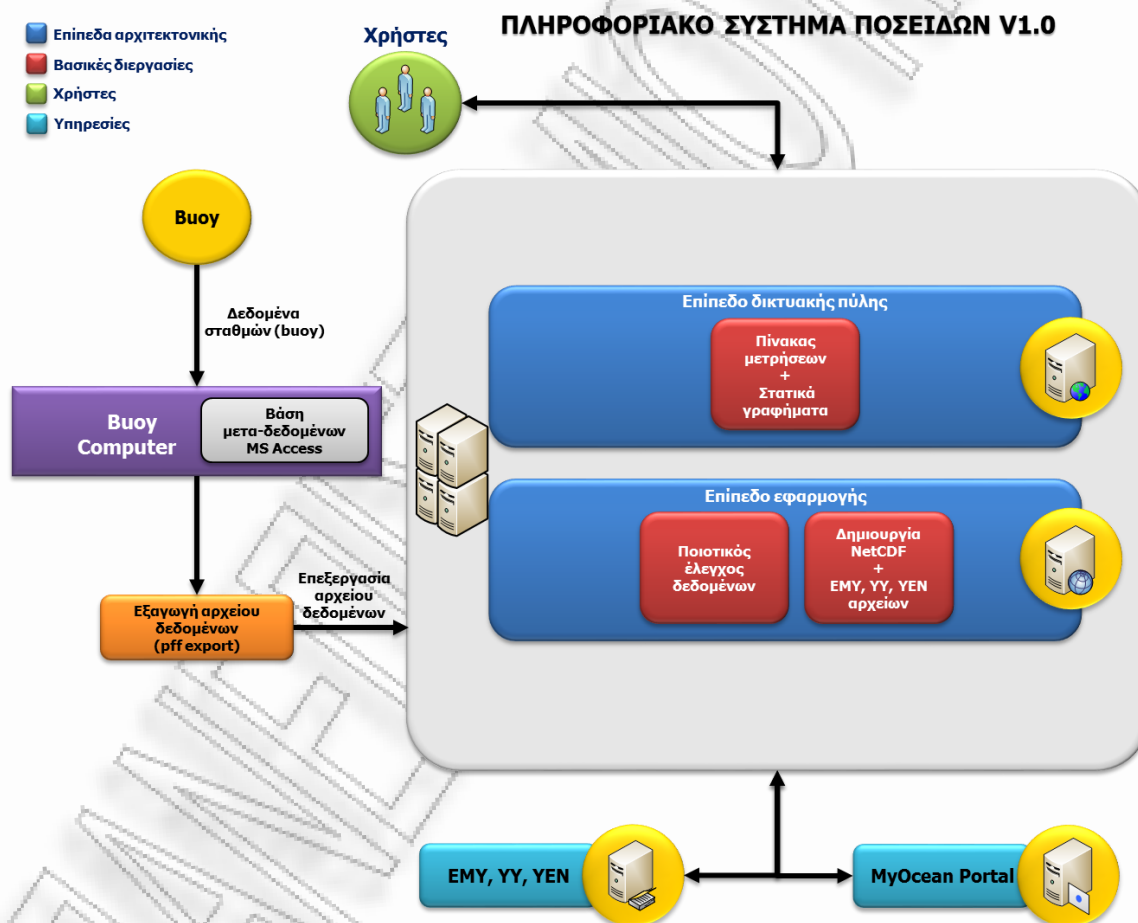 ΠΛΗΡΟΦΟΡΙΑΚΟ ΣΥΣΤΗΜΑ ΠΟΣΕΙΔΩΝ V1.0
Επίπεδα αρχιτεκτονικής
Βασικές διεργασίες
Χρήστες
Υπηρεσίες
Χρήστες
Buoy
Δεδομένα
σταθμών (buoy)
Buoy
Computer
Βάση
μετα-δεδομένων
MS Access
Εξαγωγή αρχείου
δεδομένων
(pff export)
Επεξεργασία
αρχείου
δεδομένων
Επίπεδο δικτυακής πύλης
Πίνακας
μετρήσεων
+
Στατικά
γραφήματα
Επίπεδο εφαρμογής
Ποιοτικός
έλεγχος
δεδομένων
Δημιουργία
NetCDF
+
ΕΜΥ, ΥΥ, ΥΕΝ
αρχείων
ΕΜΥ, ΥΥ, ΥΕΝ
MyOcean Portal